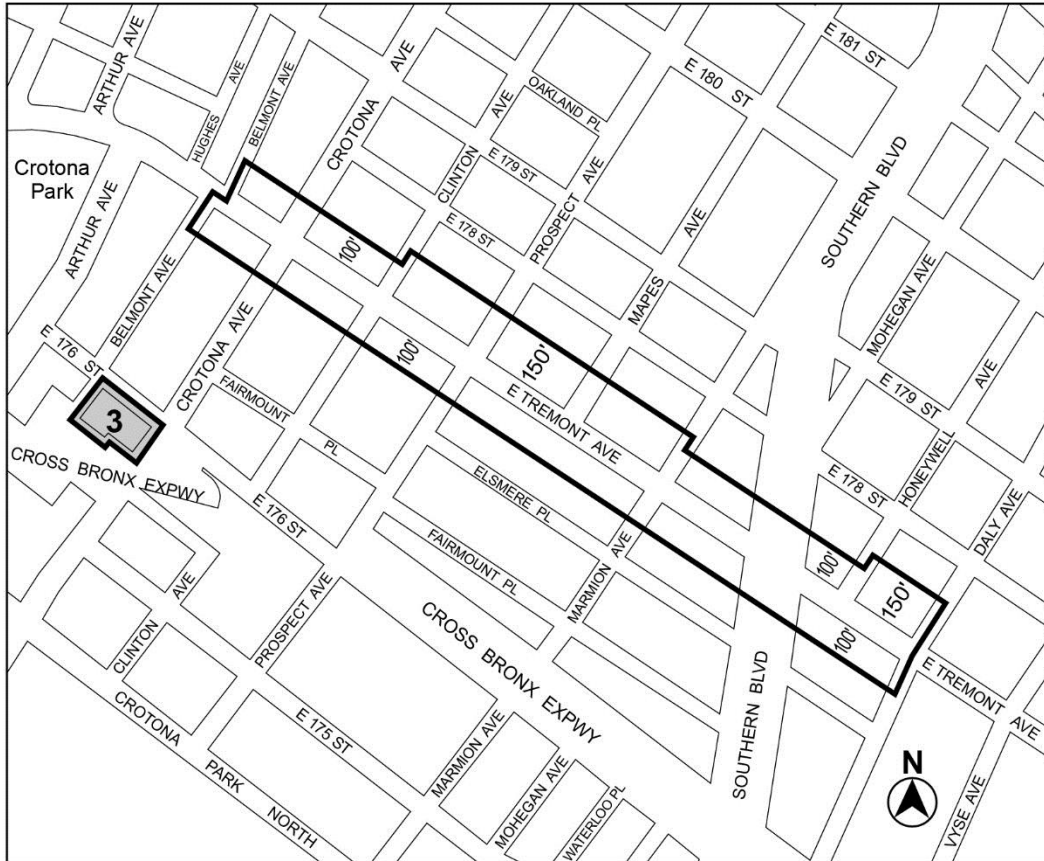 ARTHUR AVE
HUGHES
AVE
BELMONT AVE
CROTONA
AVE
CLINTON
AVE
OAKLAND PL
E 180 ST
E 181 ST
Crotona
Park
ARTHUR AVE
E 179 ST
PROSPECT AVE
SOUTHERN BLVD
E 178 ST
100'
MAPES
AVE
MOHEGAN AVE
BELMONT AVE
100'
150'
E 179 ST
AVE
E 176 ST
CROTONA AVE
FAIRMOUNT
PL
E TREMONT AVE
HONEYWELL
3
E 178 ST
DALY AVE
CROSS BRONX EXPWY
ELSMERE PL
E 176 ST
FAIRMOUNT PL
MARMION AVE
100'
150'
CLINTON
AVE
PROSPECT AVE
CROSS BRONX EXPWY
100'
E TREMONT AVE
SOUTHERN BLVD
E 175 ST
CROTONA
PARK
NORTH
MARMION AVE
MOHEGAN AVE
WATERLOO PL
N
VYSE AVE